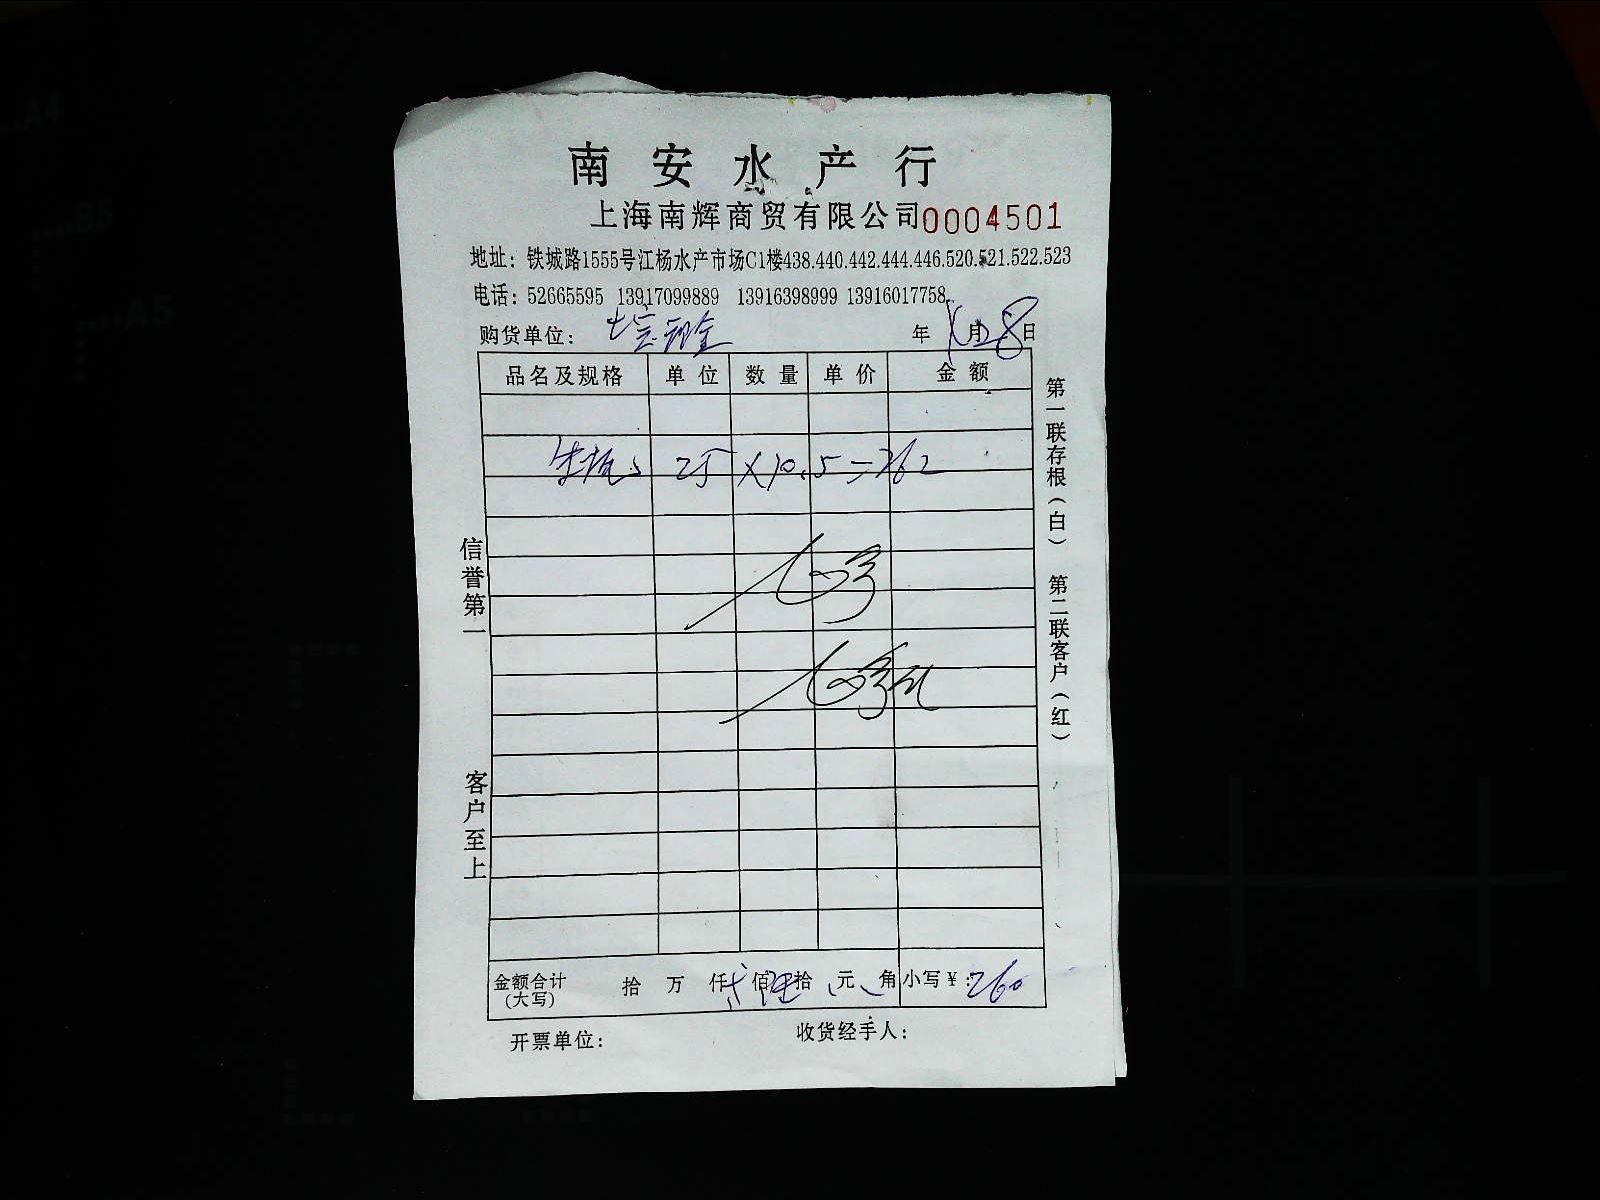 南安水产行
上海南辉商贸有限公司0004501
地址：铁城路1555号江杨水产市场C1楼438.440.442.444.446.520.521.522.523
电话：52665595 13917099889 13916398999 13916017758
购货单位： 年 月28日
品名及规格 单位 数量 单价 金额
25 X10.5=262
信誉第一
客户至上
第一联存根（白） 第二联客户（红）
金额合计（大写） 拾 万 仟 贰 佰 陆 拾 元 角 小写￥：260
开票单位： 收货经手人：